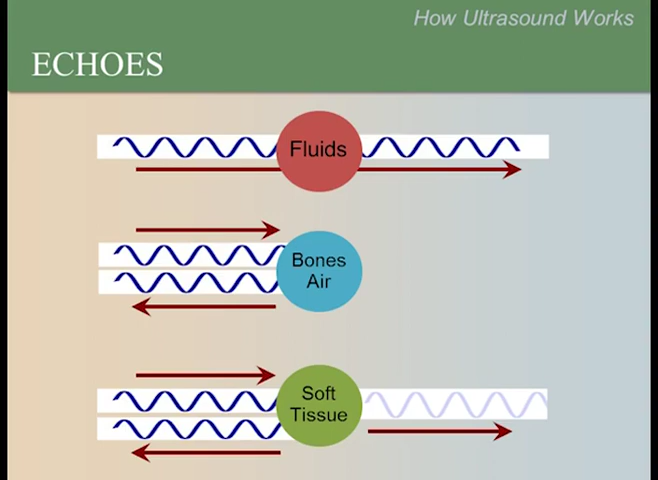 How Ultrasound Works
ECHOES
Fluids
Bones
Air
Soft
Tissue